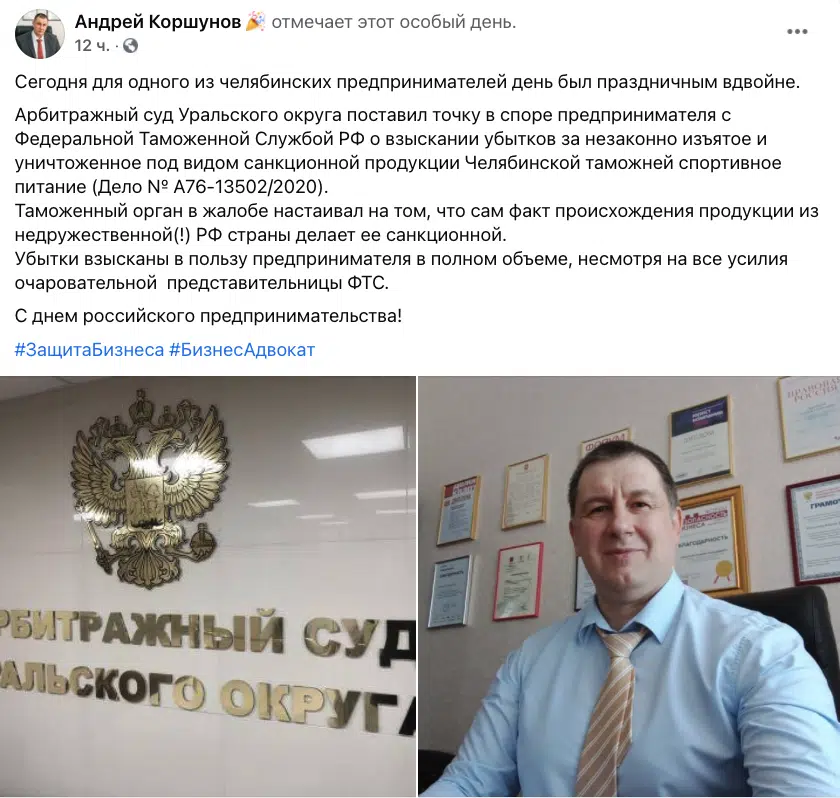 Андрей Коршунов 🎉 отмечает этот особый день.
12 ч. ·
Сегодня для одного из челябинских предпринимателей день был праздничным вдвойне.
Арбитражный суд Уральского округа поставил точку в споре предпринимателя с
Федеральной Таможенной Службой РФ о взыскании убытков за незаконно изъятое и
уничтоженное под видом санкционной продукции Челябинской таможней спортивное
питание (Дело № А76-13502/2020).
Таможенный орган в жалобе настаивал на том, что сам факт происхождения продукции из
недружественной(!) РФ страны делает ее санкционной.
Убытки взысканы в пользу предпринимателя в полном объеме, несмотря на все усилия
очаровательной  представительницы ФТС.
С днем российского предпринимательства!
#ЗащитаБизнеса #БизнесАдвокат
РБИТРАЖНЫЙ СУД
АЛЬСКОГО ОКРУГА
ФОРУМ
ДИПЛОМ
БЛАГОДАРНОСТЬ
ГРАМО